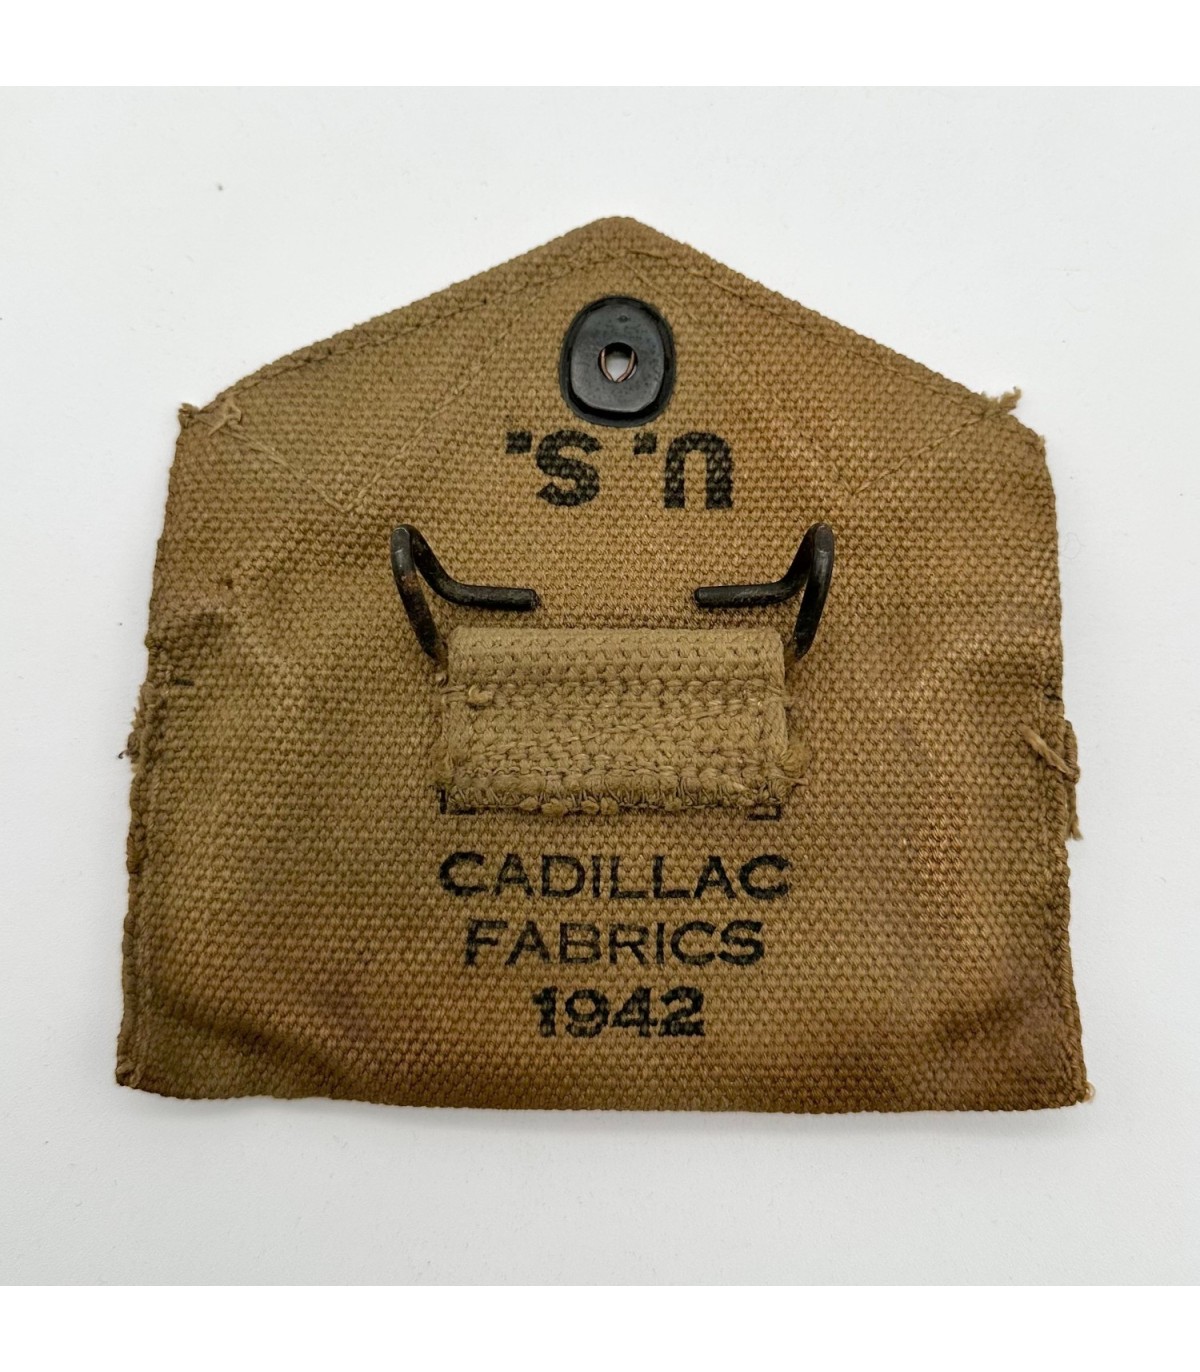 U.S.
CADILLAC
FABRICS
1942